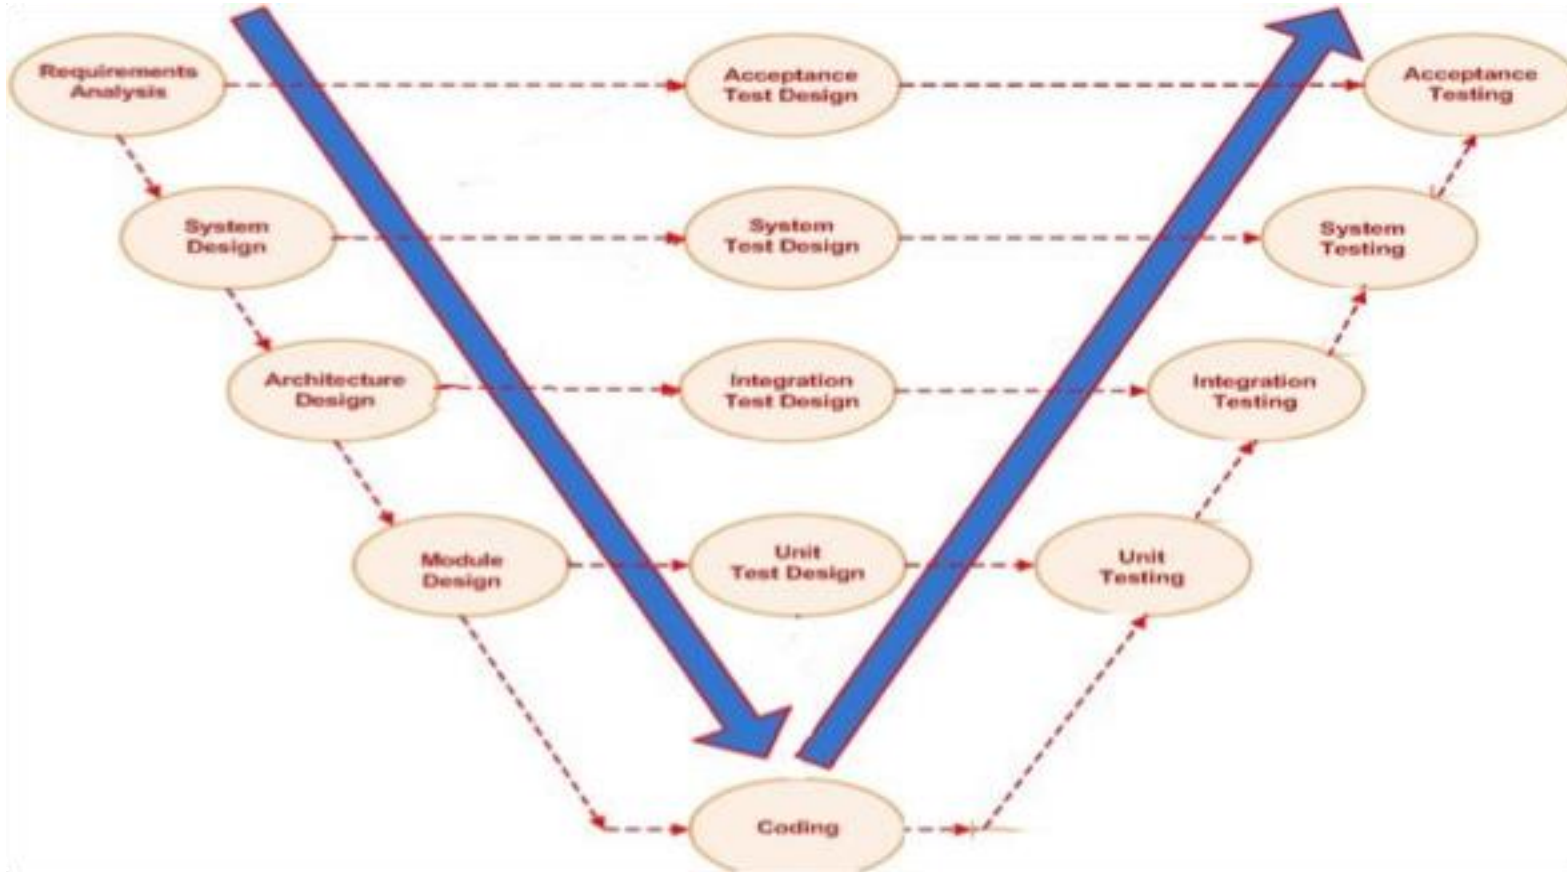 Requirements
Analysis
Acceptance
Test Design
Acceptance
Testing
System
Design
System
Test Design
System
Testing
Architecture
Design
Integration
Test Design
Integration
Testing
Module
Design
Unit
Test Design
Unit
Testing
Coding